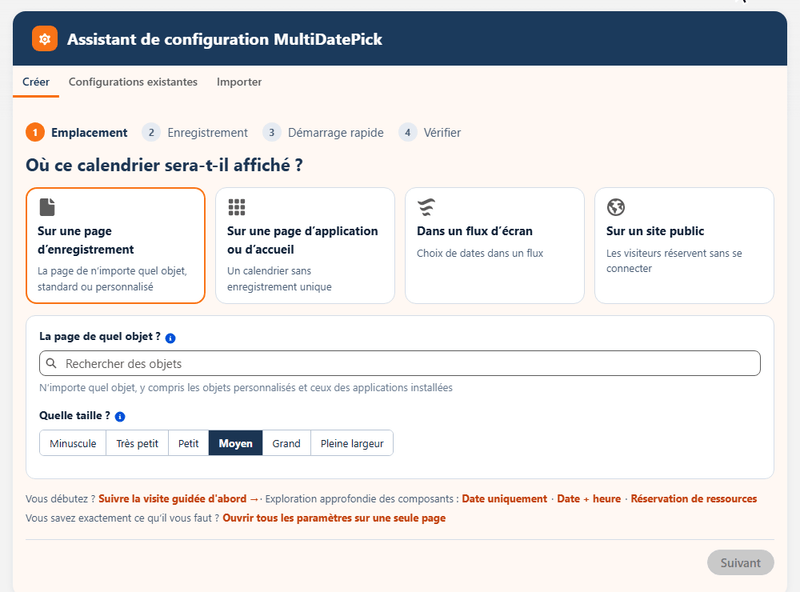 Assistant de configuration MultiDatePick
Créer Configurations existantes Importer
1 Emplacement 2 Enregistrement 3 Démarrage rapide 4 Vérifier
Où ce calendrier sera-t-il affiché ?
Sur une page d’enregistrement
La page de n’importe quel objet, standard ou personnalisé
Sur une page d’application ou d’accueil
Un calendrier sans enregistrement unique
Dans un flux d’écran
Choix de dates dans un flux
Sur un site public
Les visiteurs réservent sans se connecter
La page de quel objet ?
Rechercher des objets
N’importe quel objet, y compris les objets personnalisés et ceux des applications installées
Quelle taille ?
Minuscule Très petit Petit Moyen Grand Pleine largeur
Vous débutez ? Suivre la visite guidée d'abord → · Exploration approfondie des composants : Date uniquement · Date + heure · Réservation de ressources
Vous savez exactement ce qu’il vous faut ? Ouvrir tous les paramètres sur une seule page
Suivant